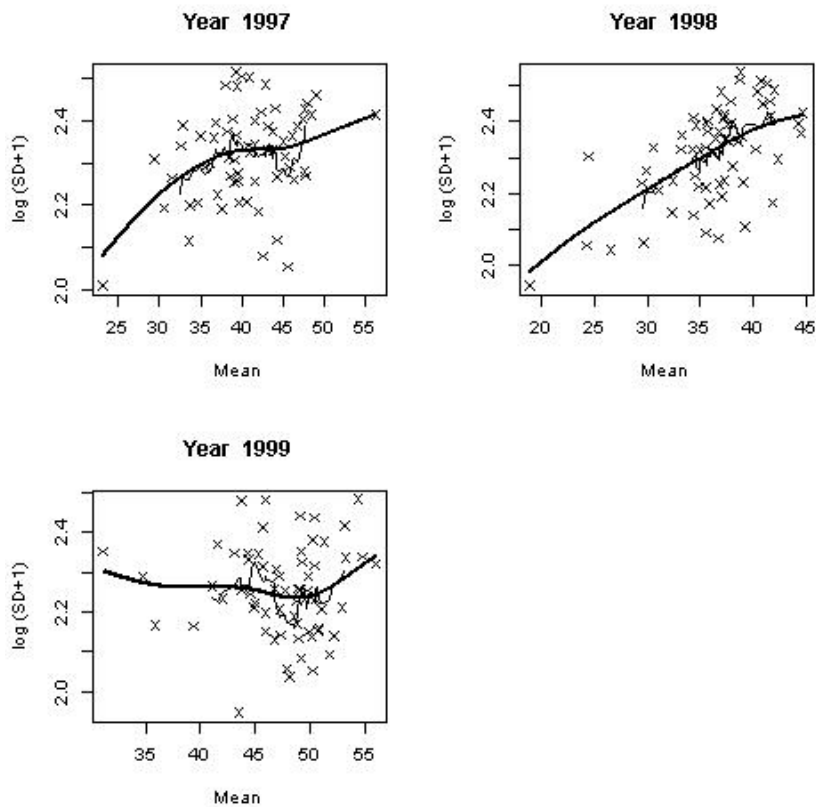 Year 1997
log (SD+1)
2.4
2.2
2.0
25 30 35 40 45 50 55
Mean
Year 1998
log (SD+1)
2.4
2.2
2.0
20 25 30 35 40 45
Mean
Year 1999
log (SD+1)
2.4
2.2
2.0
35 40 45 50 55
Mean